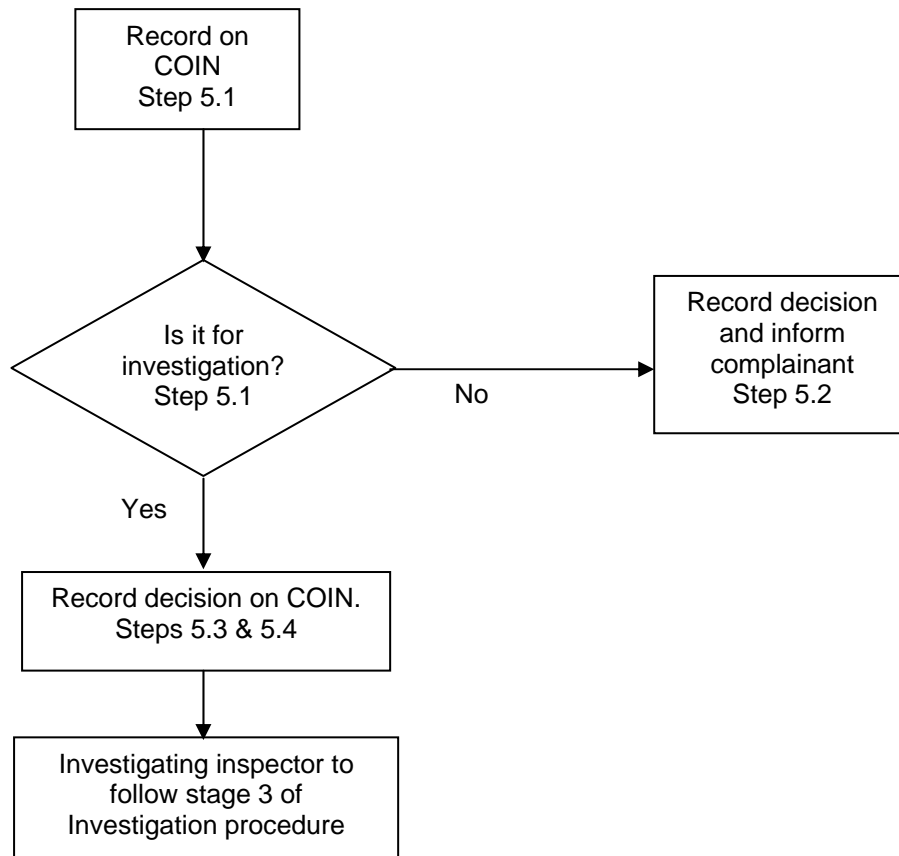 Record on
COIN
Step 5.1
Is it for
investigation?
Step 5.1
No
Record decision
and inform
complainant
Step 5.2
Yes
Record decision on COIN.
Steps 5.3 & 5.4
Investigating inspector to
follow stage 3 of
Investigation procedure